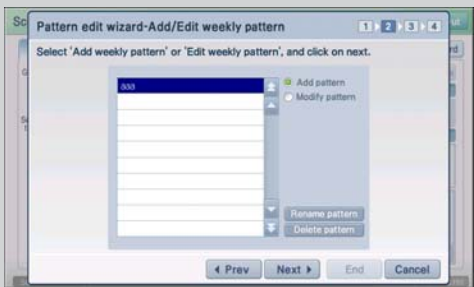 Pattern edit wizard-Add/Edit weekly pattern
1 2 3 4
Select 'Add weekly pattern' or 'Edit weekly pattern', and click on next.
aaa
Add pattern
Modify pattern
Rename pattern
Delete pattern
Prev
Next
End
Cancel